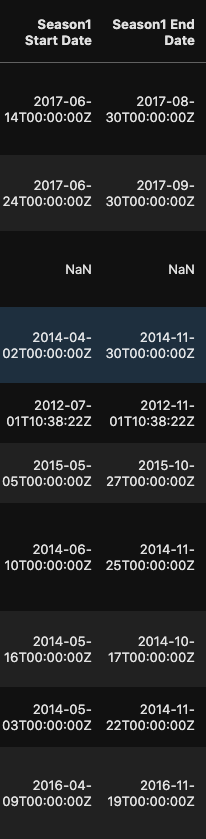 Season1 Season1 End
Start Date Date
2017-06- 2017-08-
14T00:00:00Z 30T00:00:00Z
2017-06- 2017-09-
24T00:00:00Z 30T00:00:00Z
NaN NaN
2014-04- 2014-11-
02T00:00:00Z 30T00:00:00Z
2012-07- 2012-11-
01T10:38:22Z 01T10:38:22Z
2015-05- 2015-10-
05T00:00:00Z 27T00:00:00Z
2014-06- 2014-11-
10T00:00:00Z 25T00:00:00Z
2014-05- 2014-10-
16T00:00:00Z 17T00:00:00Z
2014-05- 2014-11-
03T00:00:00Z 22T00:00:00Z
2016-04- 2016-11-
09T00:00:00Z 19T00:00:00Z